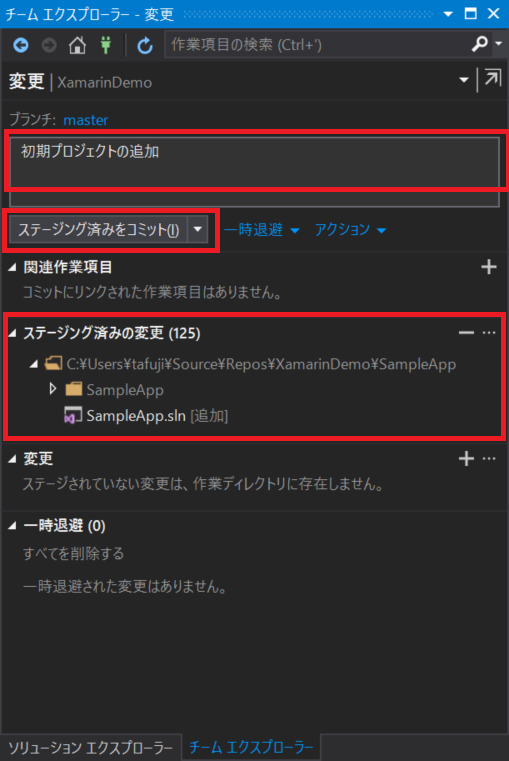 チーム エクスプローラー - 変更
作業項目の検索 (Ctrl+')
変更 | XamarinDemo
ブランチ: master
初期プロジェクトの追加
ステージング済みをコミット(I) 一時退避 アクション
関連作業項目
コミットにリンクされた作業項目はありません。
ステージング済みの変更 (125)
C:¥Users¥tafuji¥Source¥Repos¥XamarinDemo¥SampleApp
SampleApp
SampleApp.sln [追加]
変更
ステージされていない変更は、作業ディレクトリに存在しません。
一時退避 (0)
すべてを削除する
一時退避された変更はありません。
ソリューション エクスプローラー チーム エクスプローラー